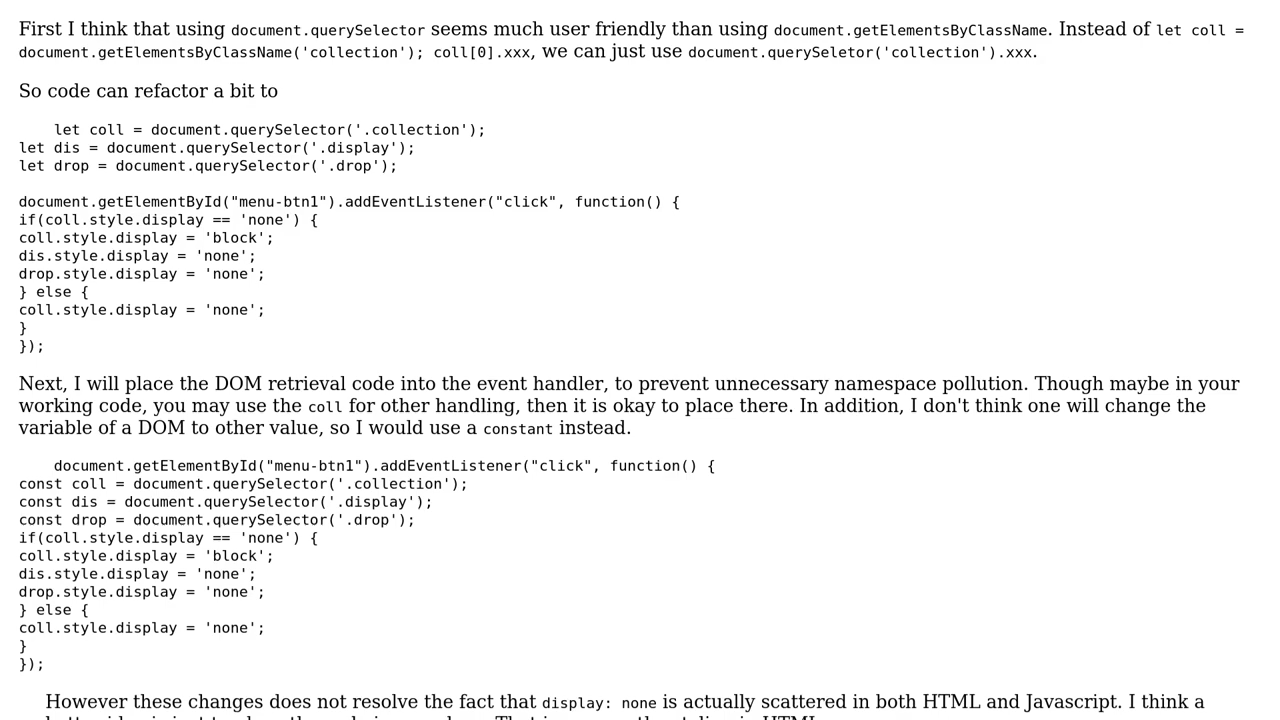 First I think that using document.querySelector seems much user friendly than using document.getElementsByClassName. Instead of let coll =
document.getElementsByClassName('collection'); coll[0].xxx, we can just use document.querySeletor('collection').xxx.
So code can refactor a bit to
let coll = document.querySelector('.collection');
let dis = document.querySelector('.display');
let drop = document.querySelector('.drop');
document.getElementById("menu-btn1").addEventListener("click", function() {
if(coll.style.display == 'none') {
coll.style.display = 'block';
dis.style.display = 'none';
drop.style.display = 'none';
} else {
coll.style.display = 'none';
}
});
Next, I will place the DOM retrieval code into the event handler, to prevent unnecessary namespace pollution. Though maybe in your
working code, you may use the coll for other handling, then it is okay to place there. In addition, I don't think one will change the
variable of a DOM to other value, so I would use a constant instead.
document.getElementById("menu-btn1").addEventListener("click", function() {
const coll = document.querySelector('.collection');
const dis = document.querySelector('.display');
const drop = document.querySelector('.drop');
if(coll.style.display == 'none') {
coll.style.display = 'block';
dis.style.display = 'none';
drop.style.display = 'none';
} else {
coll.style.display = 'none';
}
});
However these changes does not resolve the fact that display: none is actually scattered in both HTML and Javascript. I think a